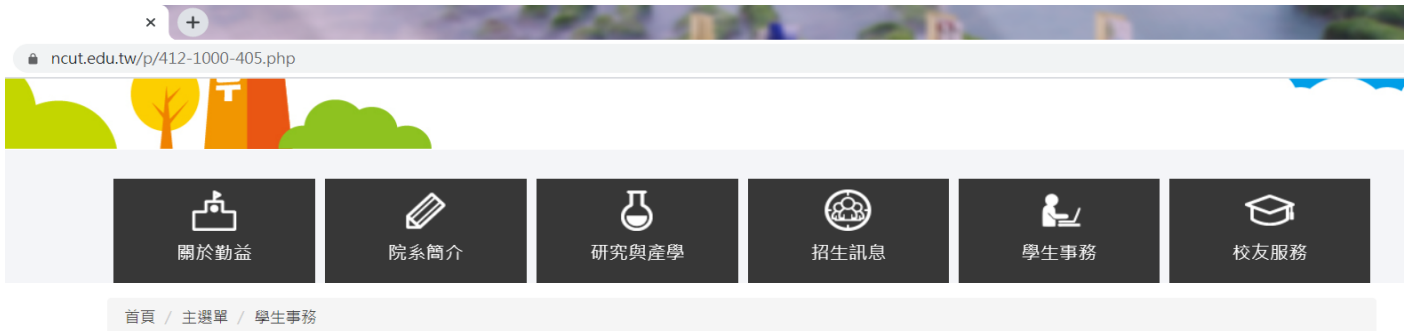 ncut.edu.tw/p/412-1000-405.php
關於勤益
院系簡介
研究與產學
招生訊息
學生事務
校友服務
首頁 / 主選單 / 學生事務